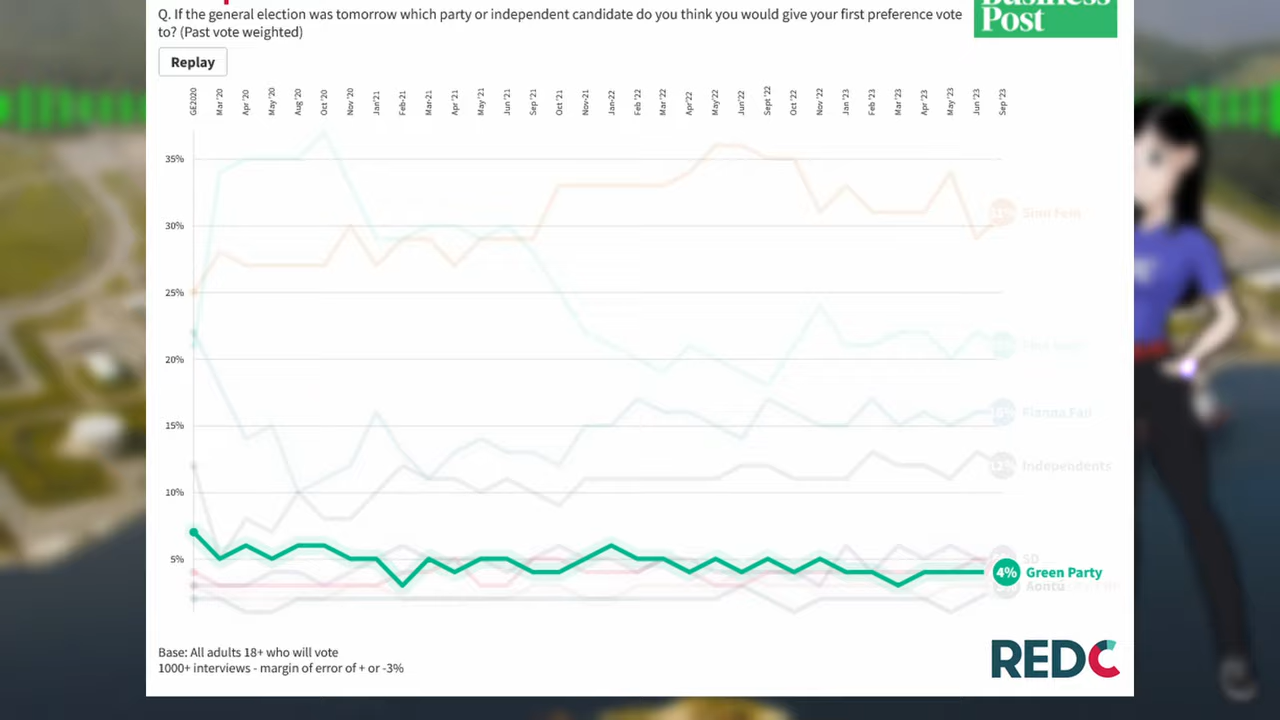 Business
Post
Q. If the general election was tomorrow which party or independent candidate do you think you would give your first preference vote
to? (Past vote weighted)
Replay
GE2020 Mar '20 Apr '20 May '20 Aug '20 Oct '20 Nov '20 Jan'21 Feb-21 Mar-21 Apr '21 May'21 Jun '21 Sep '21 Oct '21 Nov-21 Jan-22 Feb '22 Mar '22 Apr'22 May'22 Jun'22 Sept '22 Oct '22 Nov '22 Jan '23 Feb '23 Mar '23 Apr '23 May'23 Jun '23 Sep '23
35%
30%
Sinn Fein
25%
20%
15%
Fianna Fail
12% Independents
10%
5%
SD
4% Green Party
Aontu
Base: All adults 18+ who will vote
1000+ interviews - margin of error of + or -3%
REDC